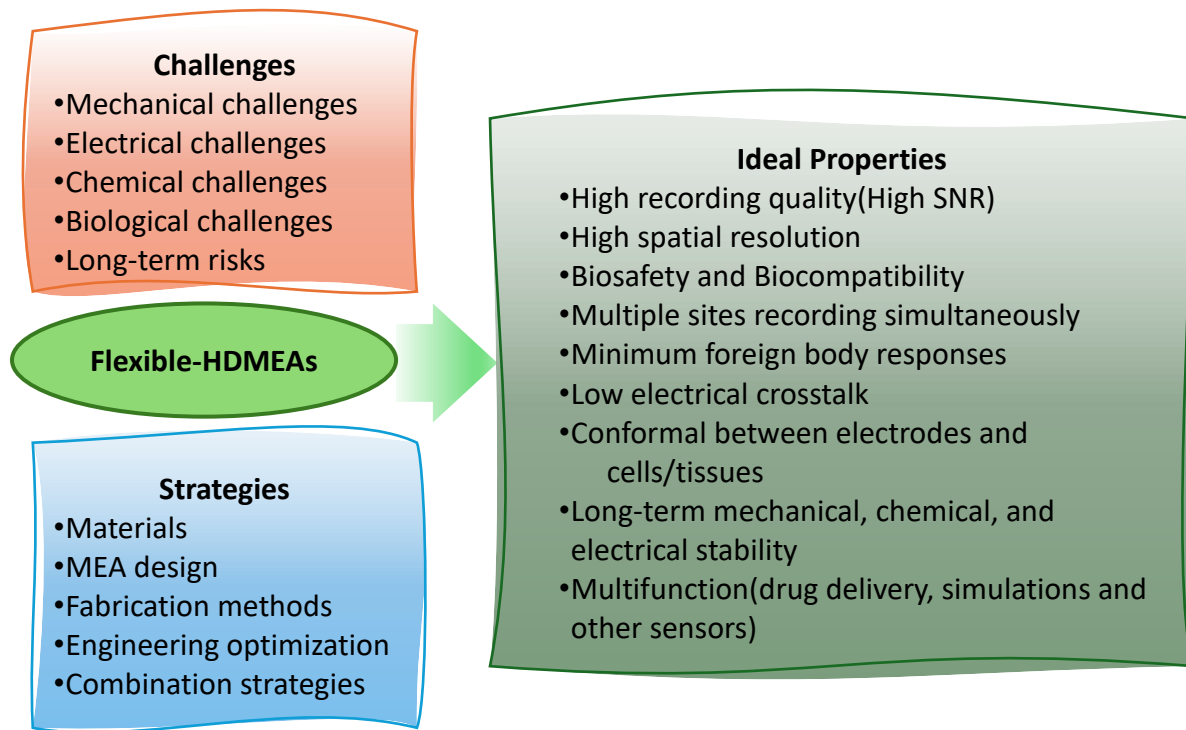 Challenges
•Mechanical challenges
•Electrical challenges
•Chemical challenges
•Biological challenges
•Long-term risks
Flexible-HDMEAs
Strategies
•Materials
•MEA design
•Fabrication methods
•Engineering optimization
•Combination strategies
Ideal Properties
•High recording quality(High SNR)
•High spatial resolution
•Biosafety and Biocompatibility
•Multiple sites recording simultaneously
•Minimum foreign body responses
•Low electrical crosstalk
•Conformal between electrodes and
cells/tissues
•Long-term mechanical, chemical, and
electrical stability
•Multifunction(drug delivery, simulations and
other sensors)